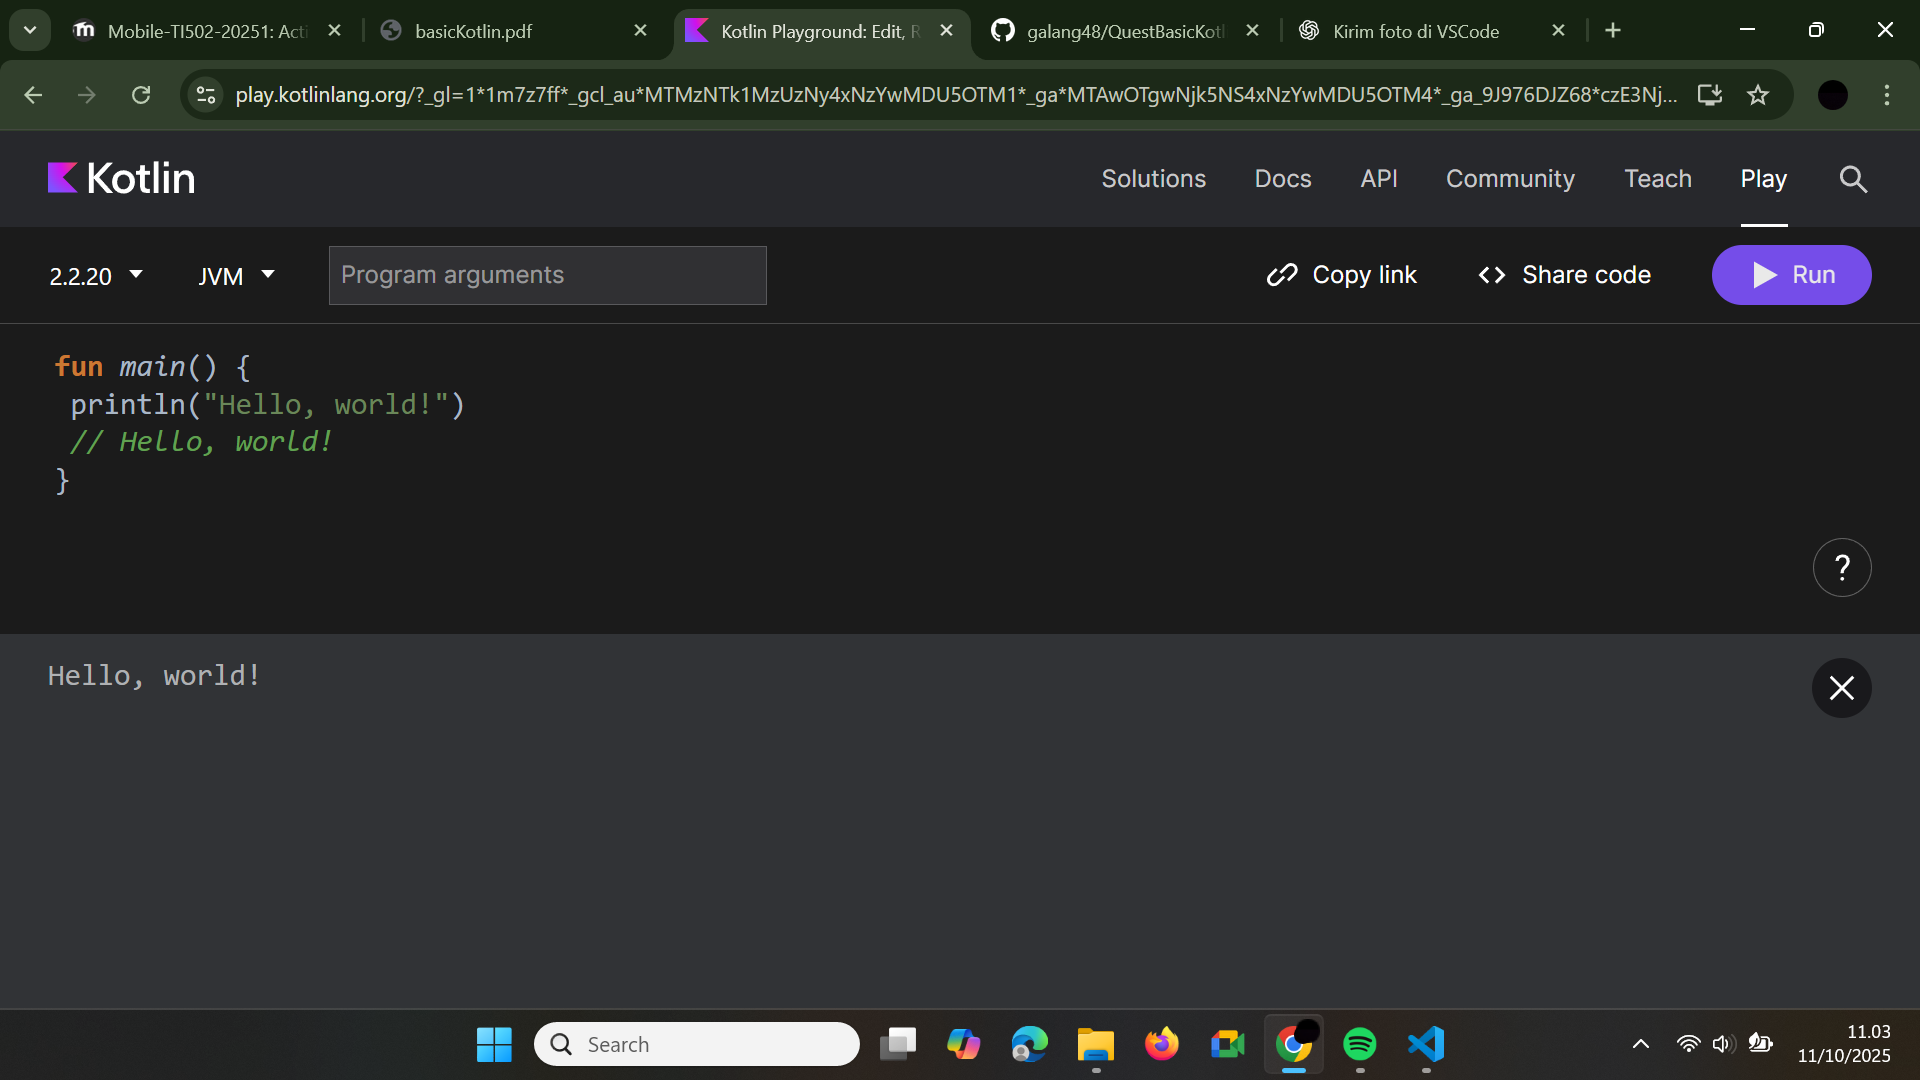 Mobile-TI502-20251: Acti
basicKotlin.pdf
Kotlin Playground: Edit, R
galang48/QuestBasicKotl
Kirim foto di VSCode
play.kotlinlang.org/?_gl=1*1m7z7ff*_gcl_au*MTMzNTk1MzUzNy4xNzYwMDU5OTM1*_ga*MTAwOTgwNjk5NS4xNzYwMDU5OTM4*_ga_9J976DJZ68*czE3Nj...
Kotlin
Solutions
Docs
API
Community
Teach
Play
2.2.20
JVM
Program arguments
Copy link
Share code
Run
fun main() {
println("Hello, world!")
// Hello, world!
}
?
Hello, world!
Search
11.03
11/10/2025